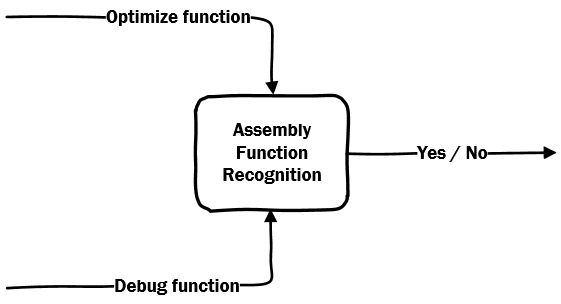 Optimize function
Assembly
Function
Recognition
Yes / No
Debug function